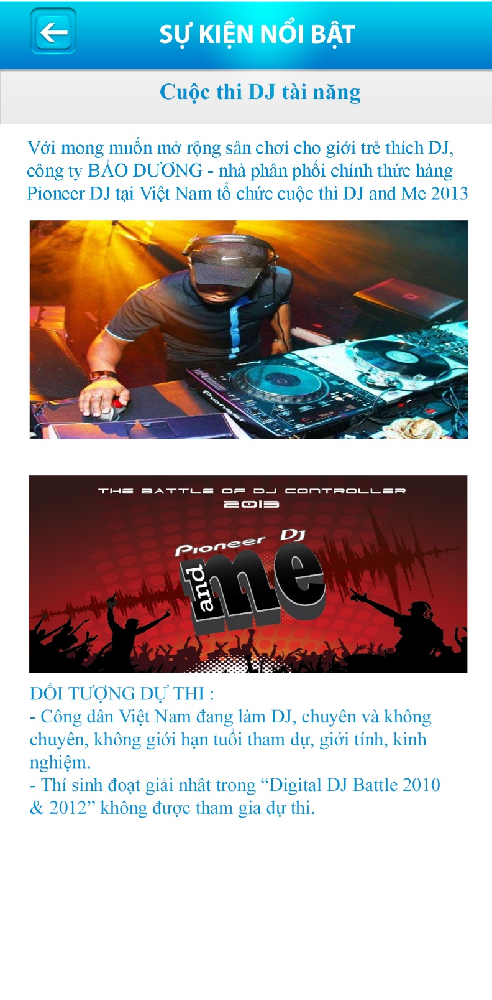 SỰ KIỆN NỔI BẬT
Cuộc thi DJ tài năng
Với mong muốn mở rộng sân chơi cho giới trẻ thích DJ,
công ty BẢO DƯƠNG - nhà phân phối chính thức hàng
Pioneer DJ tại Việt Nam tổ chức cuộc thi DJ and Me 2013
Pioneer
Pioneer
THE BATTLE OF DJ CONTROLLER
2013
Pioneer DJ
and me
ĐỐI TƯỢNG DỰ THI :
- Công dân Việt Nam đang làm DJ, chuyên và không
chuyên, không giới hạn tuổi tham dự, giới tính, kinh
nghiệm.
- Thí sinh đoạt giải nhât trong “Digital DJ Battle 2010
& 2012” không được tham gia dự thi.